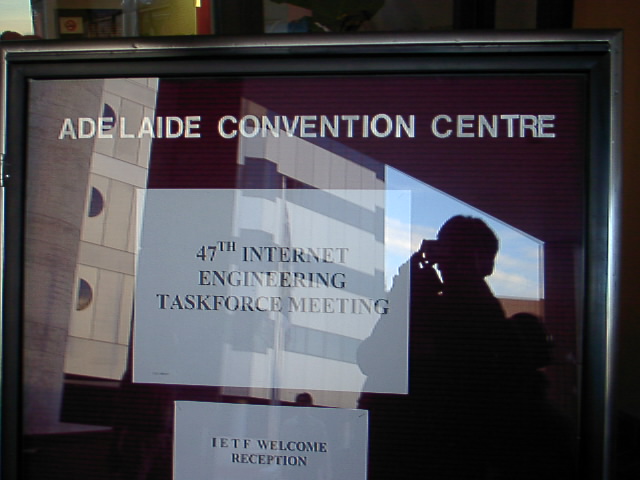 ADELAIDE CONVENTION CENTRE
47TH INTERNET
ENGINEERING
TASKFORCE MEETING
IETF WELCOME
RECEPTION